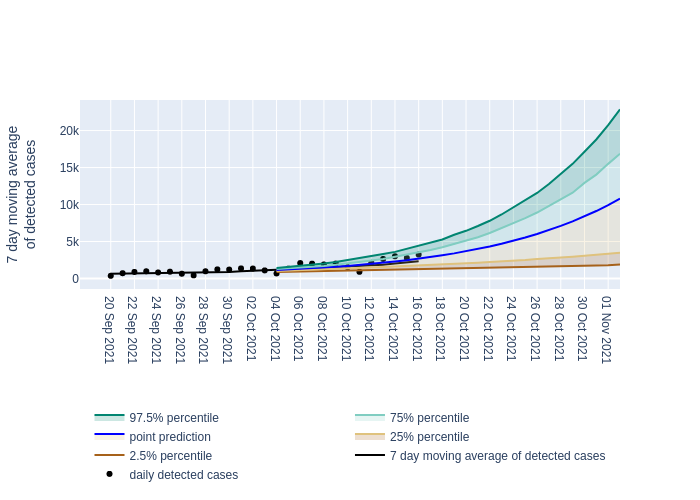 7 day moving average
of detected cases
20k
15k
10k
5k
0
20 Sep 2021
22 Sep 2021
24 Sep 2021
26 Sep 2021
28 Sep 2021
30 Sep 2021
02 Oct 2021
04 Oct 2021
06 Oct 2021
08 Oct 2021
10 Oct 2021
12 Oct 2021
14 Oct 2021
16 Oct 2021
18 Oct 2021
20 Oct 2021
22 Oct 2021
24 Oct 2021
26 Oct 2021
28 Oct 2021
30 Oct 2021
01 Nov 2021
97.5% percentile
75% percentile
point prediction
25% percentile
2.5% percentile
7 day moving average of detected cases
daily detected cases